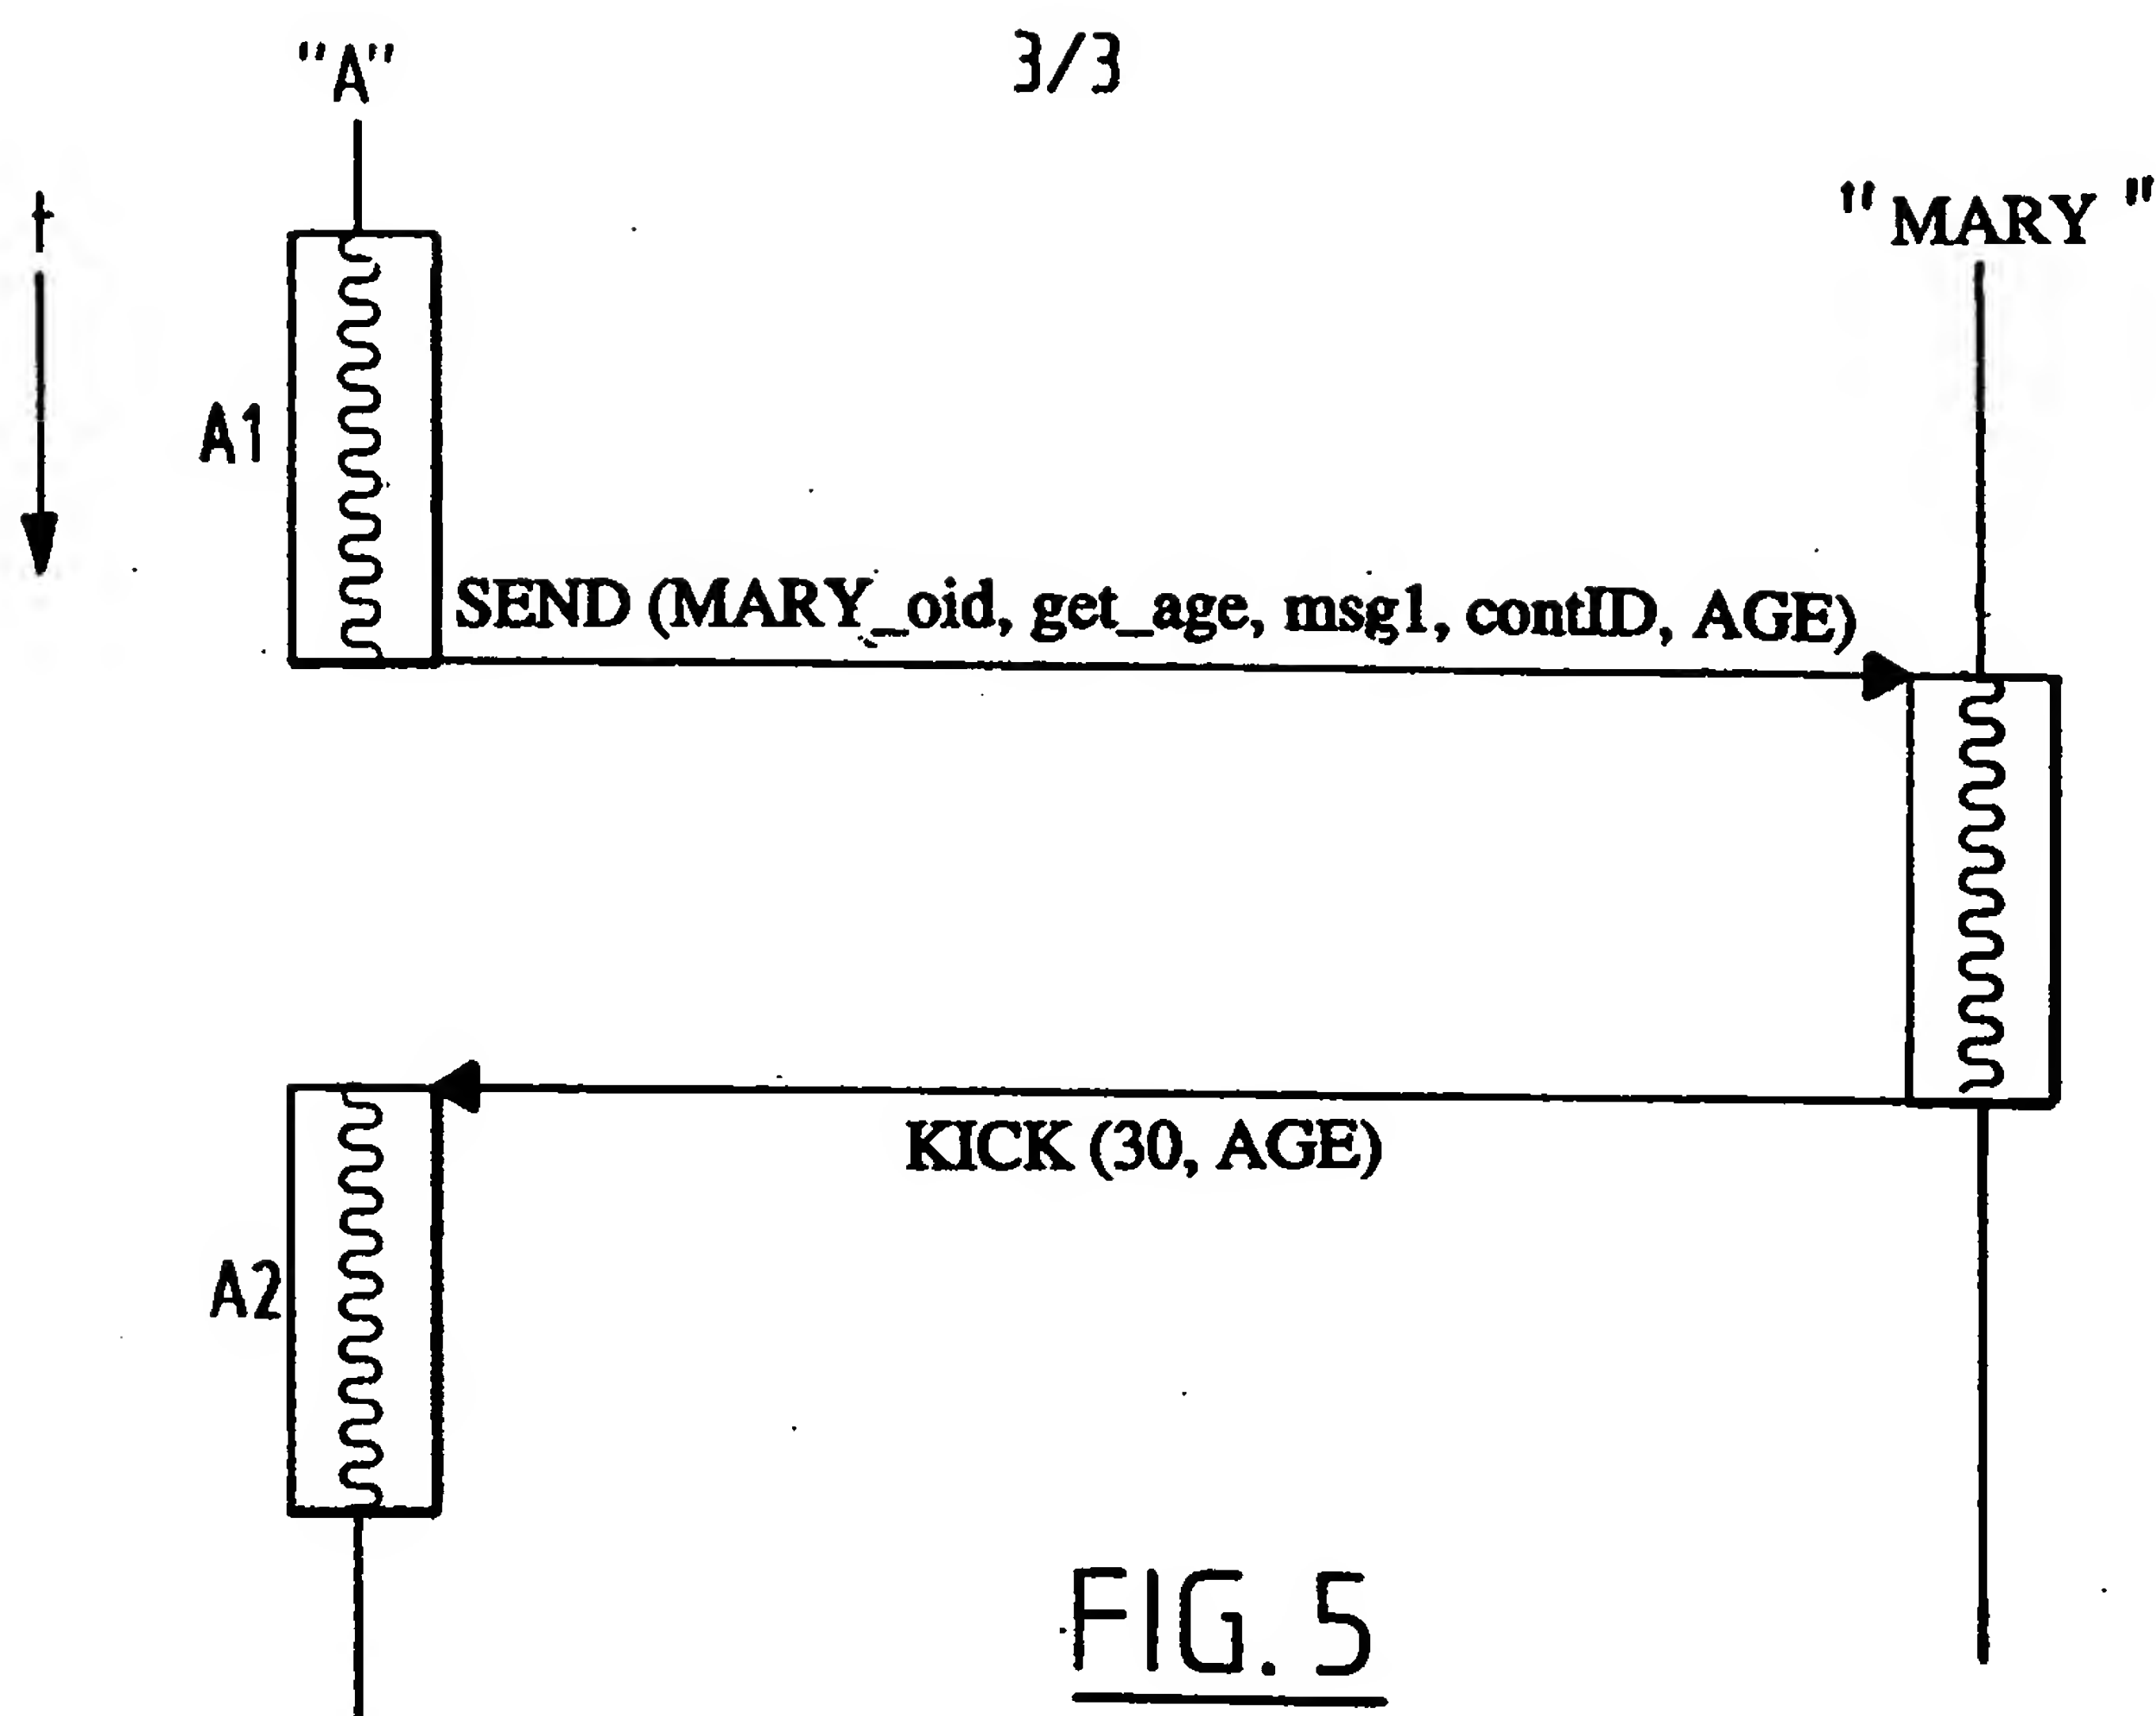 3/3
"A"
t
"MARY"
A1
SEND (MARY_oid, get_age, msg1, contID, AGE)
KICK (30, AGE)
A2
FIG. 5